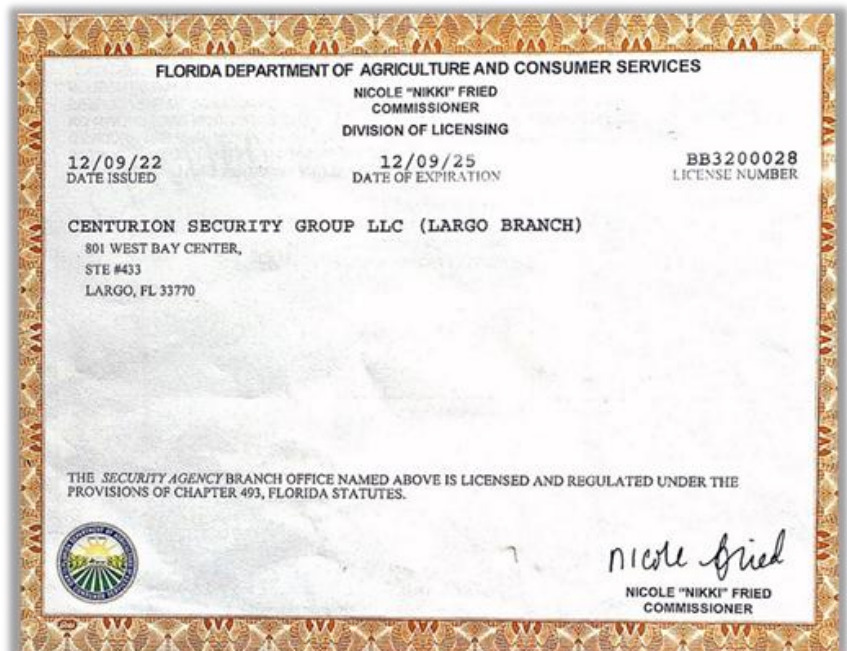 FLORIDA DEPARTMENT OF AGRICULTURE AND CONSUMER SERVICES
NICOLE "NIKKI" FRIED
COMMISSIONER
DIVISION OF LICENSING
12/09/22 12/09/25 BB3200028
DATE ISSUED DATE OF EXPIRATION LICENSE NUMBER
CENTURION SECURITY GROUP LLC (LARGO BRANCH)
801 WEST BAY CENTER,
STE #433
LARGO, FL 33770
THE SECURITY AGENCY BRANCH OFFICE NAMED ABOVE IS LICENSED AND REGULATED UNDER THE
PROVISIONS OF CHAPTER 493, FLORIDA STATUTES.
Nicole Fried
NICOLE "NIKKI" FRIED
COMMISSIONER